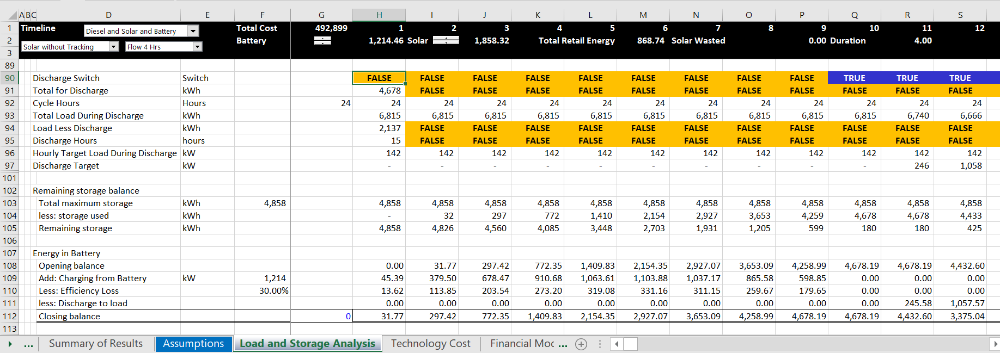 A B C D E F G H I J K L M N O P Q R S
1 Timeline Diesel and Solar and Battery Total Cost 492,899 1 2 3 4 5 6 7 8 9 10 11 12
2 Solar without Tracking Flow 4 Hrs Battery 1,214.46 Solar 1,858.32 Total Retail Energy 868.74 Solar Wasted 0.00 Duration 4.00
3
89
90 Discharge Switch Switch FALSE FALSE FALSE FALSE FALSE FALSE FALSE FALSE FALSE TRUE TRUE TRUE
91 Total for Discharge kWh 4,678 FALSE FALSE FALSE FALSE FALSE FALSE FALSE FALSE FALSE FALSE FALSE
92 Cycle Hours Hours 24 24 24 24 24 24 24 24 24 24 24 24 24
93 Total Load During Discharge kWh 6,815 6,815 6,815 6,815 6,815 6,815 6,815 6,815 6,815 6,815 6,740 6,666
94 Load Less Discharge kWh 2,137 FALSE FALSE FALSE FALSE FALSE FALSE FALSE FALSE FALSE FALSE FALSE
95 Discharge Hours hours 15 FALSE FALSE FALSE FALSE FALSE FALSE FALSE FALSE FALSE FALSE FALSE
96 Hourly Target Load During Discharge kW 142 142 142 142 142 142 142 142 142 142 142 142
97 Discharge Target kW - - - - - - - - - - 246 1,058
101
102 Remaining storage balance
103 Total maximum storage kWh 4,858 4,858 4,858 4,858 4,858 4,858 4,858 4,858 4,858 4,858 4,858 4,858 4,858
104 less: storage used kWh - 32 297 772 1,410 2,154 2,927 3,653 4,259 4,678 4,678 4,433
105 Remaining storage kWh 4,858 4,826 4,560 4,085 3,448 2,703 1,931 1,205 599 180 180 425
106
107 Energy in Battery
108 Opening balance 0.00 31.77 297.42 772.35 1,409.83 2,154.35 2,927.07 3,653.09 4,258.99 4,678.19 4,678.19 4,432.60
109 Add: Charging from Battery kW 1,214 45.39 379.50 678.47 910.68 1,063.61 1,103.88 1,037.17 865.58 598.85 0.00 0.00 0.00
110 Less: Efficiency Loss 30.00% 13.62 113.85 203.54 273.20 319.08 331.16 311.15 259.67 179.65 0.00 0.00 0.00
111 less: Discharge to load 0.00 0.00 0.00 0.00 0.00 0.00 0.00 0.00 0.00 0.00 245.58 1,057.57
112 Closing balance 0 31.77 297.42 772.35 1,409.83 2,154.35 2,927.07 3,653.09 4,258.99 4,678.19 4,678.19 4,432.60 3,375.04
113
... Summary of Results Assumptions Load and Storage Analysis Technology Cost Financial Moc ...